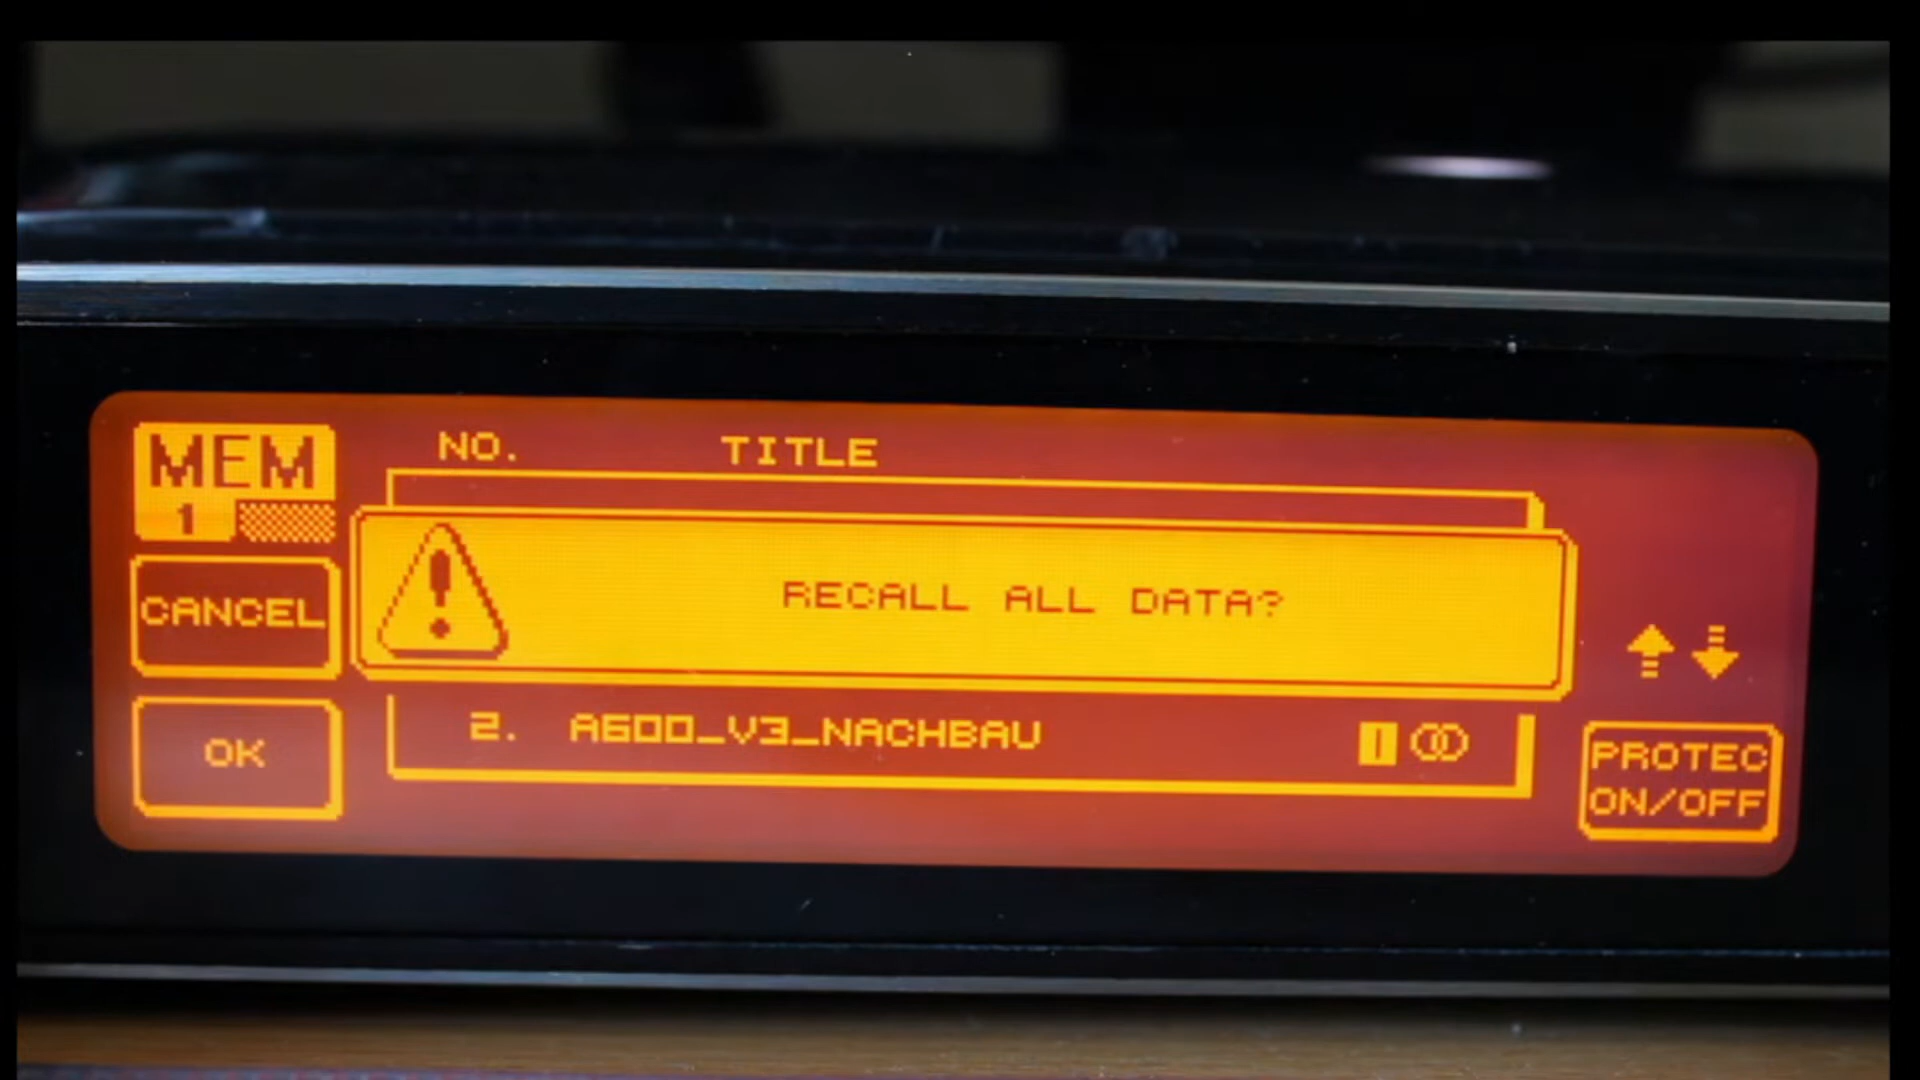 MEM
1
NO. TITLE
CANCEL
RECALL ALL DATA?
OK
2. A600_V3_NACHBAU
PROTEC
ON/OFF